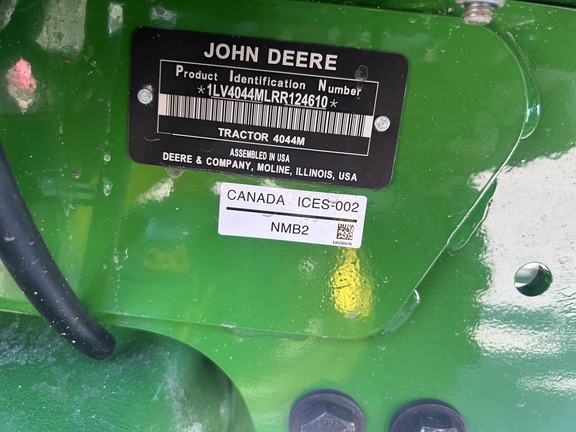 JOHN DEERE
Product Identification Number
*1LV4044MLRR124610*
TRACTOR 4044M
ASSEMBLED IN USA
DEERE & COMPANY, MOLINE, ILLINOIS, USA
CANADA ICES-002
NMB2